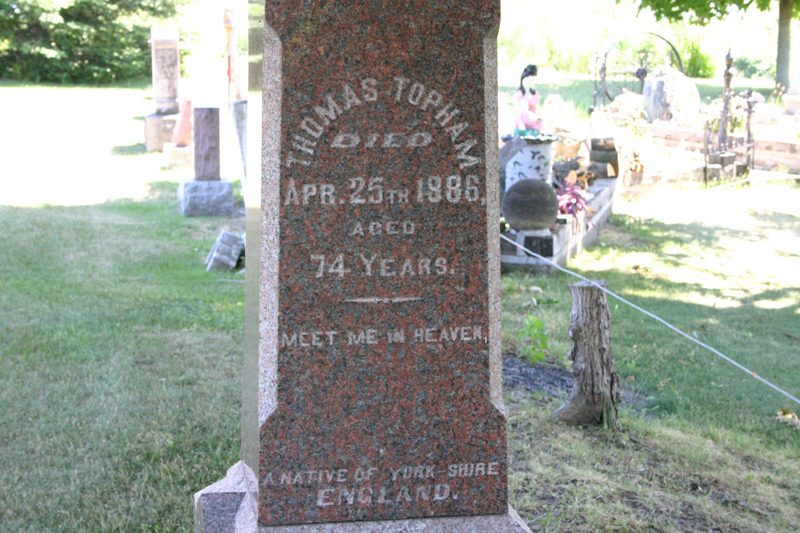 THOMAS TOPHAM
DIED
APR. 25TH 1886,
AGED
74 YEARS.
MEET ME IN HEAVEN.
A NATIVE OF YORK-SHIRE
ENGLAND.